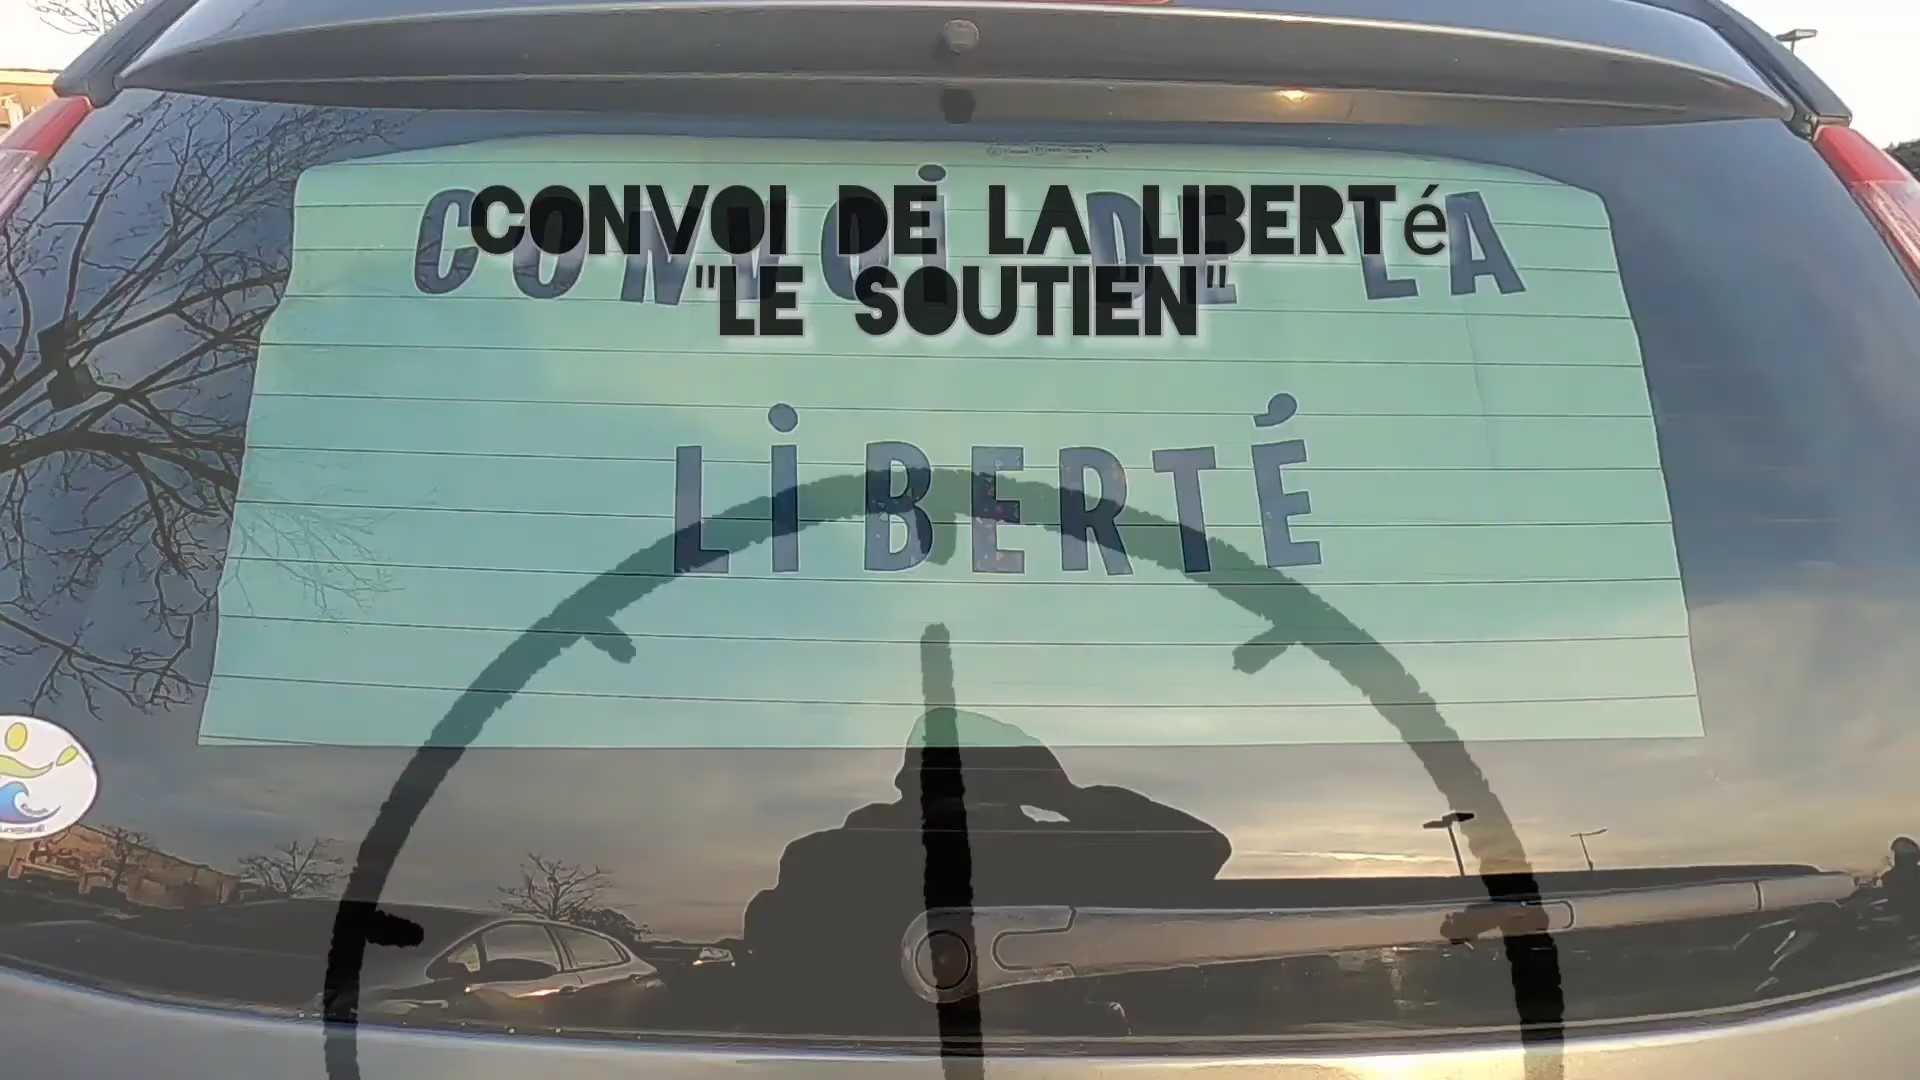 CONVOI DE LA LIBERTé
"LE SOUTIEN"
CONVOi DE LA
LiBERTÉ